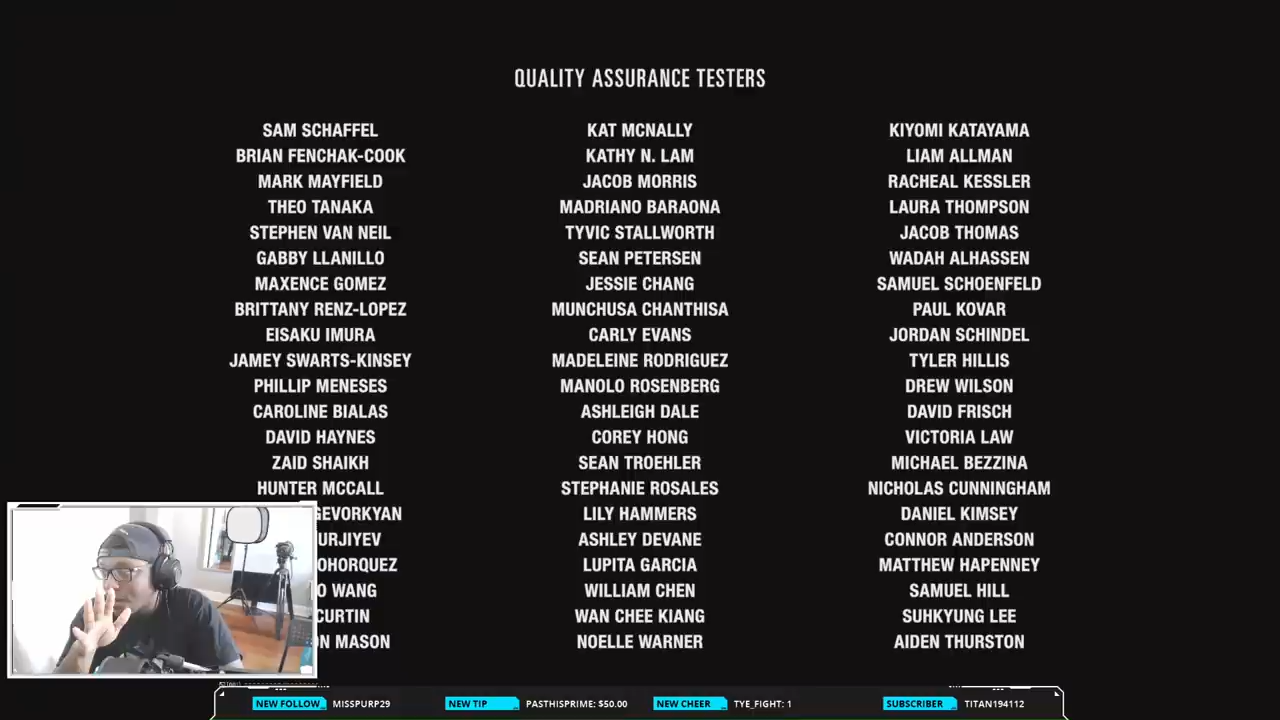 QUALITY ASSURANCE TESTERS
SAM SCHAFFEL
BRIAN FENCHAK-COOK
MARK MAYFIELD
THEO TANAKA
STEPHEN VAN NEIL
GABBY LLANILLO
MAXENCE GOMEZ
BRITTANY RENZ-LOPEZ
EISAKU IMURA
JAMEY SWARTS-KINSEY
PHILLIP MENESES
CAROLINE BIALAS
DAVID HAYNES
ZAID SHAIKH
HUNTER MCCALL
GEVORKYAN
WANG
CURTIN
MASON
KAT MCNALLY
KATHY N. LAM
JACOB MORRIS
MADRIANO BARAONA
TYVIC STALLWORTH
SEAN PETERSEN
JESSIE CHANG
MUNCHUSA CHANTHISA
CARLY EVANS
MADELEINE RODRIGUEZ
MANOLO ROSENBERG
ASHLEIGH DALE
COREY HONG
SEAN TROEHLER
STEPHANIE ROSALES
LILY HAMMERS
ASHLEY DEVANE
LUPITA GARCIA
WILLIAM CHEN
WAN CHEE KIANG
NOELLE WARNER
KIYOMI KATAYAMA
LIAM ALLMAN
RACHEAL KESSLER
LAURA THOMPSON
JACOB THOMAS
WADAH ALHASSEN
SAMUEL SCHOENFELD
PAUL KOVAR
JORDAN SCHINDEL
TYLER HILLIS
DREW WILSON
DAVID FRISCH
VICTORIA LAW
MICHAEL BEZZINA
NICHOLAS CUNNINGHAM
DANIEL KIMSEY
CONNOR ANDERSON
MATTHEW HAPENNEY
SAMUEL HILL
SUHKYUNG LEE
AIDEN THURSTON
NEW FOLLOW MISSPURP29 NEW TIP PASTHISPRIME: $50.00 NEW CHEER TYE_FIGHT: 1 SUBSCRIBER TITAN194112